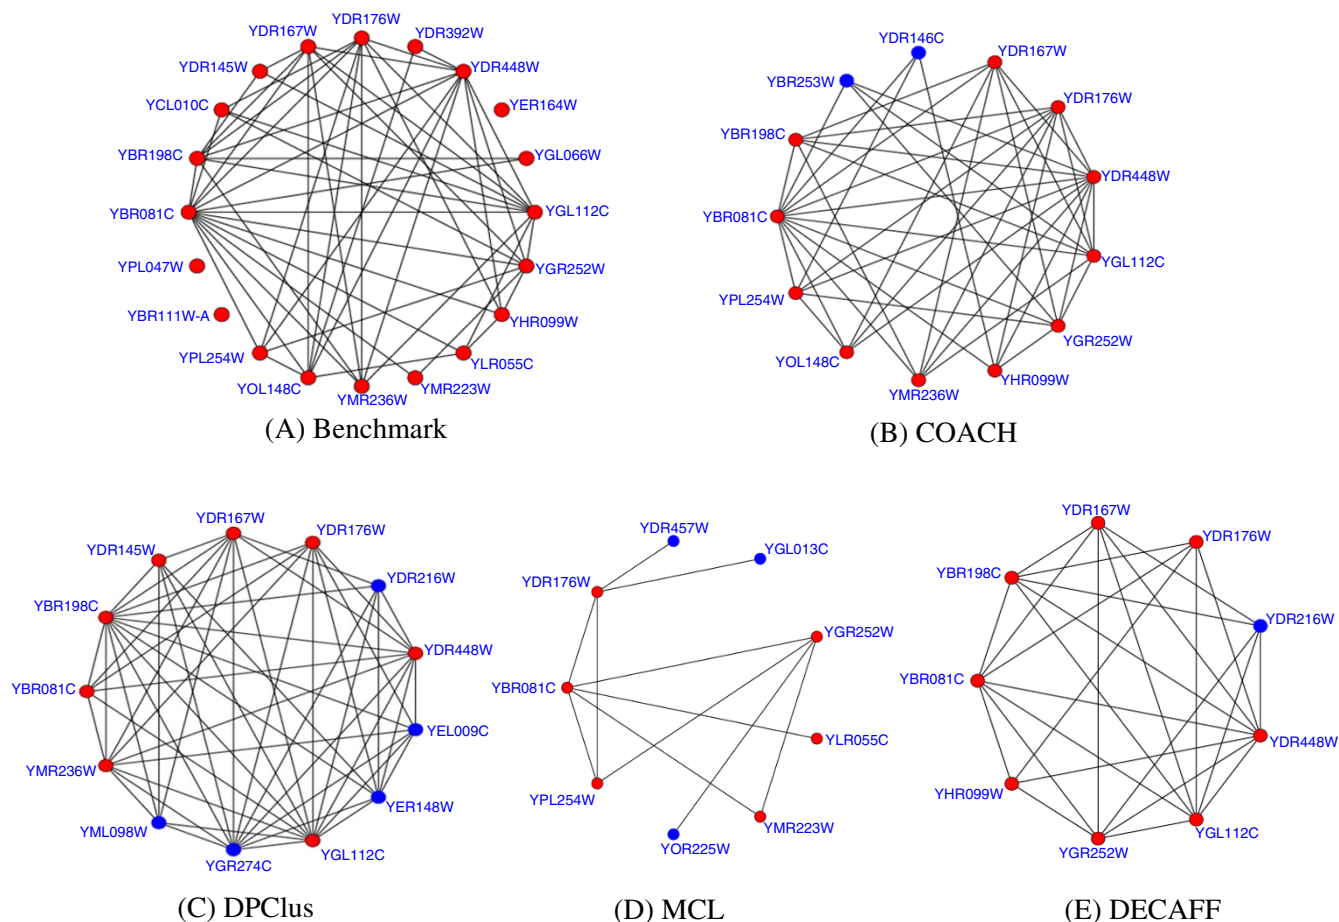 YDR176W
YDR167W
YDR392W
YDR145W
YDR448W
YCL010C
YER164W
YBR198C
YGL066W
YBR081C
YGL112C
YPL047W
YGR252W
YBR111W-A
YHR099W
YPL254W
YLR055C
YOL148C
YMR223W
YMR236W
(A) Benchmark
YDR146C
YDR167W
YBR253W
YDR176W
YBR198C
YDR448W
YBR081C
YGL112C
YPL254W
YGR252W
YOL148C
YHR099W
YMR236W
(B) COACH
YDR167W
YDR176W
YDR145W
YDR216W
YBR198C
YDR448W
YBR081C
YEL009C
YMR236W
YER148W
YML098W
YGL112C
YGR274C
(C) DPClus
YDR457W
YGL013C
YDR176W
YGR252W
YBR081C
YLR055C
YPL254W
YMR223W
YOR225W
(D) MCL
YDR167W
YDR176W
YBR198C
YDR216W
YBR081C
YDR448W
YHR099W
YGL112C
YGR252W
(E) DECAFF